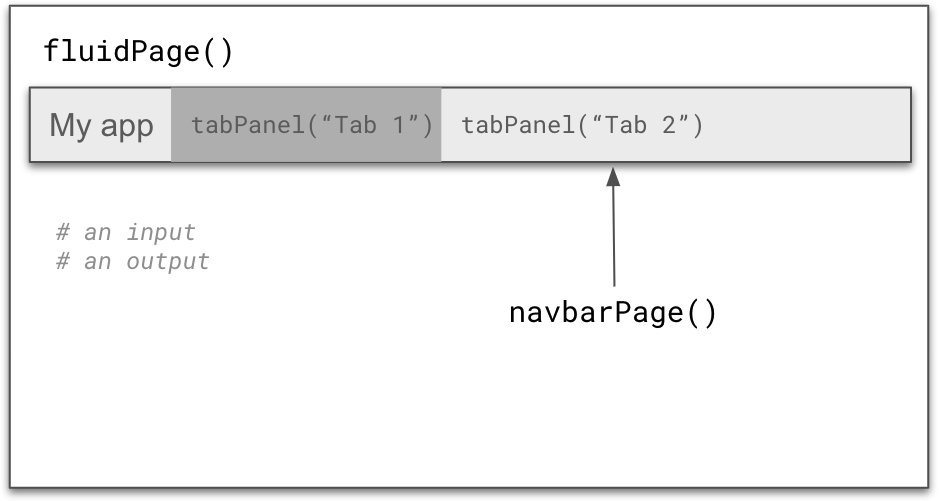 fluidPage()
My app tabPanel(“Tab 1”) tabPanel(“Tab 2”)
# an input
# an output
navbarPage()